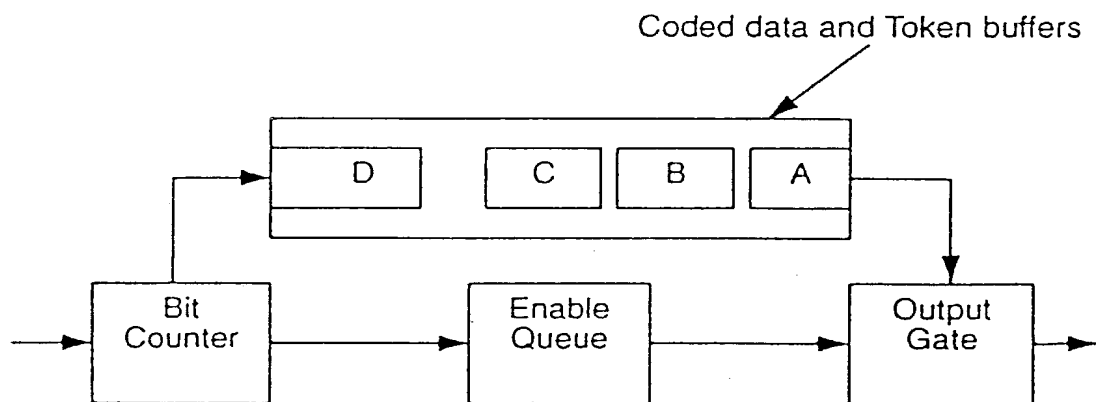 Coded data and Token buffers
D
C
B
A
Bit
Counter
Enable
Queue
Output
Gate